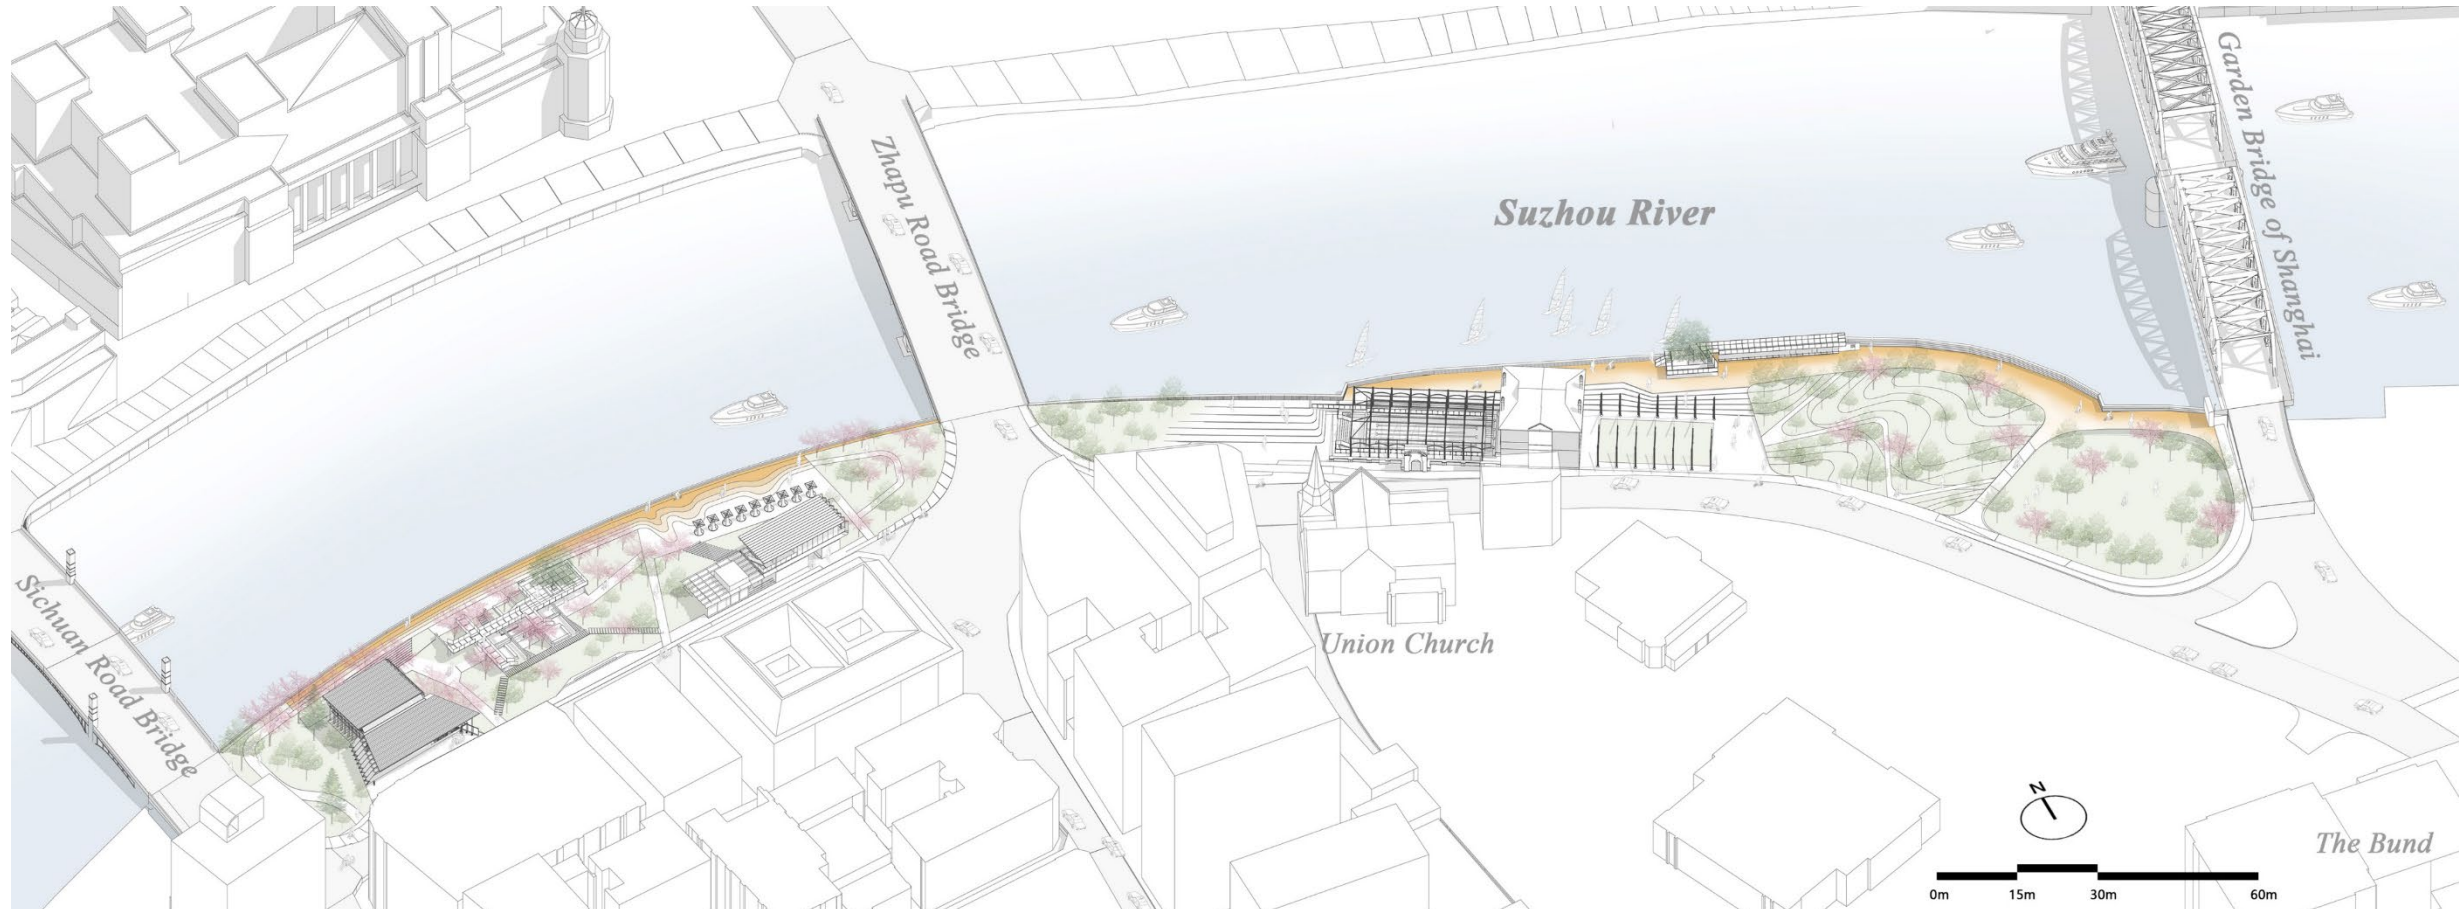 Zhapu Road Bridge
Suzhou River
Garden Bridge of Shanghai
Sichuan Road Bridge
Union Church
N
The Bund
0m 15m 30m 60m